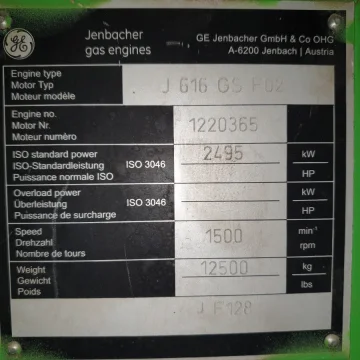 GE
Jenbacher
gas engines
GE Jenbacher GmbH & Co OHG
A-6200 Jenbach | Austria
Engine type
Motor Typ
Moteur modèle
J 616 GS F02
Engine no.
Motor Nr.
Moteur numèro
1220365
ISO standard power
ISO-Standardleistung
Puissance normale ISO
ISO 3046
2495
kW
HP
Overload power
Überleistung
Puissance de surcharge
ISO 3046
kW
HP
Speed
Drehzahl
Nombre de tours
1500
min⁻¹
rpm
Weight
Gewicht
Poids
12500
kg
lbs
J F128